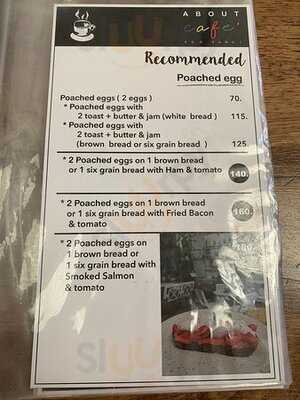 ABOUT
cafe'
Recommended
Poached egg
Poached eggs ( 2 eggs ) 70.
* Poached eggs with
2 toast + butter & jam (white bread ) 115.
* Poached eggs with
2 toast + butter & jam
(brown bread or six grain bread ) 125.
* 2 Poached eggs on 1 brown bread
or 1 six grain bread with Ham & tomato 140.
* 2 Poached eggs on 1 brown bread
or 1 six grain bread with Fried Bacon 160.
& tomato
* 2 Poached eggs on
1 brown bread or
1 six grain bread with
Smoked Salmon
& tomato